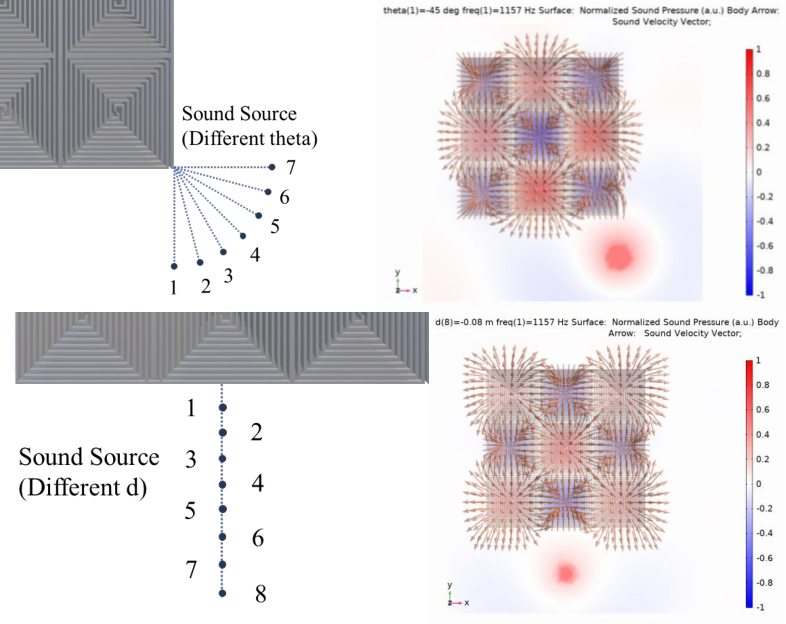 Sound Source
(Different theta)
7
6
5
4
3
2
1
theta(1)=-45 deg freq(1)=1157 Hz Surface: Normalized Sound Pressure (a.u.) Body Arrow:
Sound Velocity Vector;
1
0.8
0.6
0.4
0.2
0
-0.2
-0.4
-0.6
-0.8
-1
y
z
x
Sound Source
(Different d)
1
2
3
4
5
6
7
8
d(8)=-0.08 m freq(1)=1157 Hz Surface: Normalized Sound Pressure (a.u.) Body
Arrow: Sound Velocity Vector;
1
0.8
0.6
0.4
0.2
0
-0.2
-0.4
-0.6
-0.8
-1
y
z
x